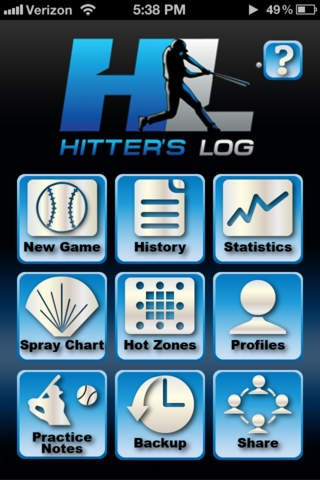 Verizon 5:38 PM 49%
?
HL
HITTER'S LOG
New Game History Statistics
Spray Chart Hot Zones Profiles
Practice
Notes Backup Share